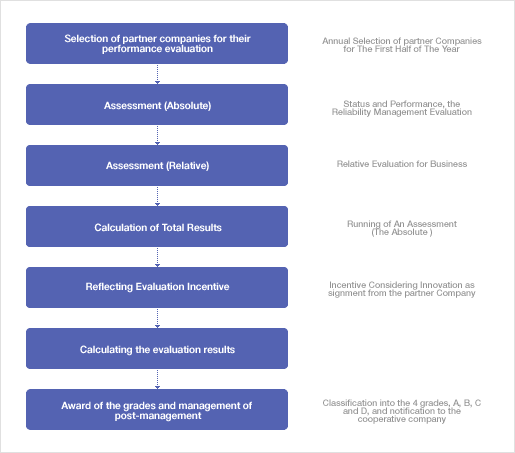 Selection of partner companies for their
performance evaluation
Annual Selection of partner Companies
for The First Half of The Year
Assessment (Absolute)
Status and Performance, the
Reliability Management Evaluation
Assessment (Relative)
Relative Evaluation for Business
Calculation of Total Results
Running of An Assessment
(The Absolute )
Reflecting Evaluation Incentive
Incentive Considering Innovation as
signment from the partner Company
Calculating the evaluation results
Award of the grades and management of
post-management
Classification into the 4 grades, A, B, C
and D, and notification to the
cooperative company